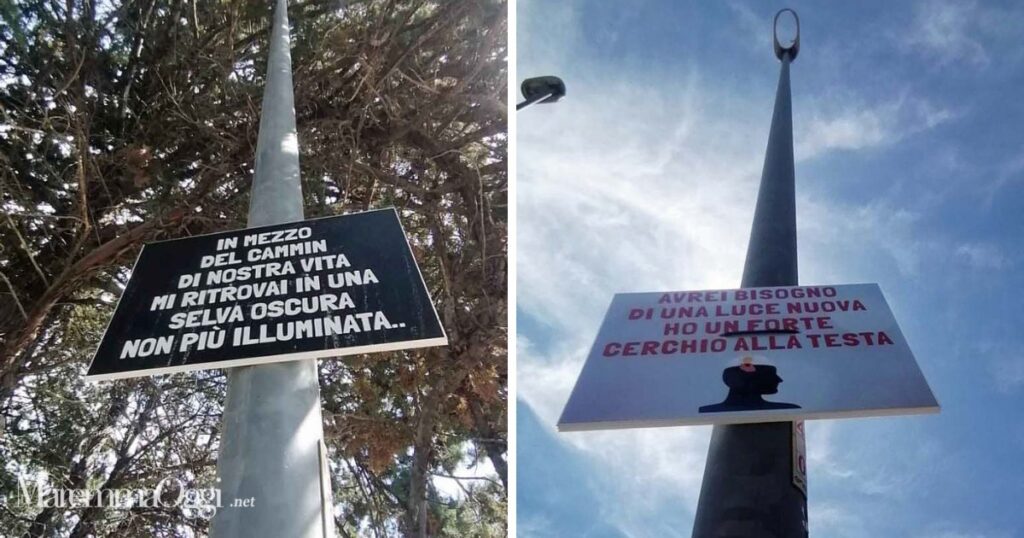 IN MEZZO
DEL CAMMIN
DI NOSTRA VITA
MI RITROVAI IN UNA
SELVA OSCURA
NON PIÙ ILLUMINATA..
AVREI BISOGNO
DI UNA LUCE NUOVA
HO UN FORTE
CERCHIO ALLA TESTA
MaremmaOggi.net